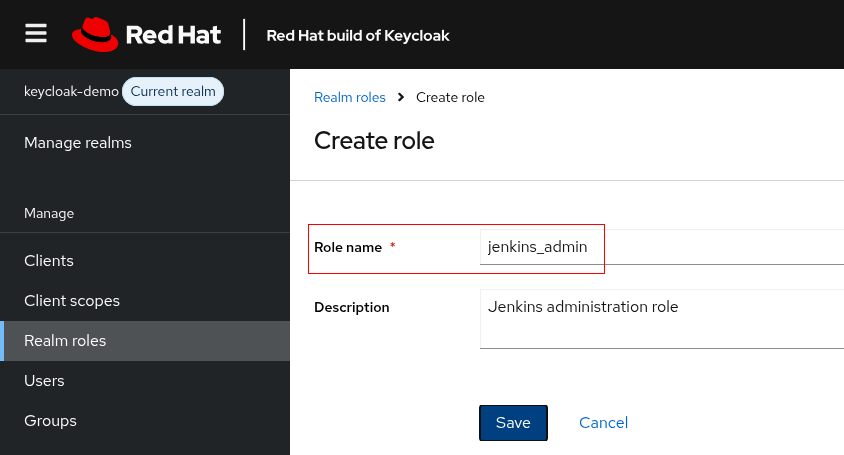 Red Hat
Red Hat build of Keycloak
keycloak-demo Current realm
Manage realms
Manage
Clients
Client scopes
Realm roles
Users
Groups
Realm roles > Create role
Create role
Role name * jenkins_admin
Description Jenkins administration role
Save Cancel